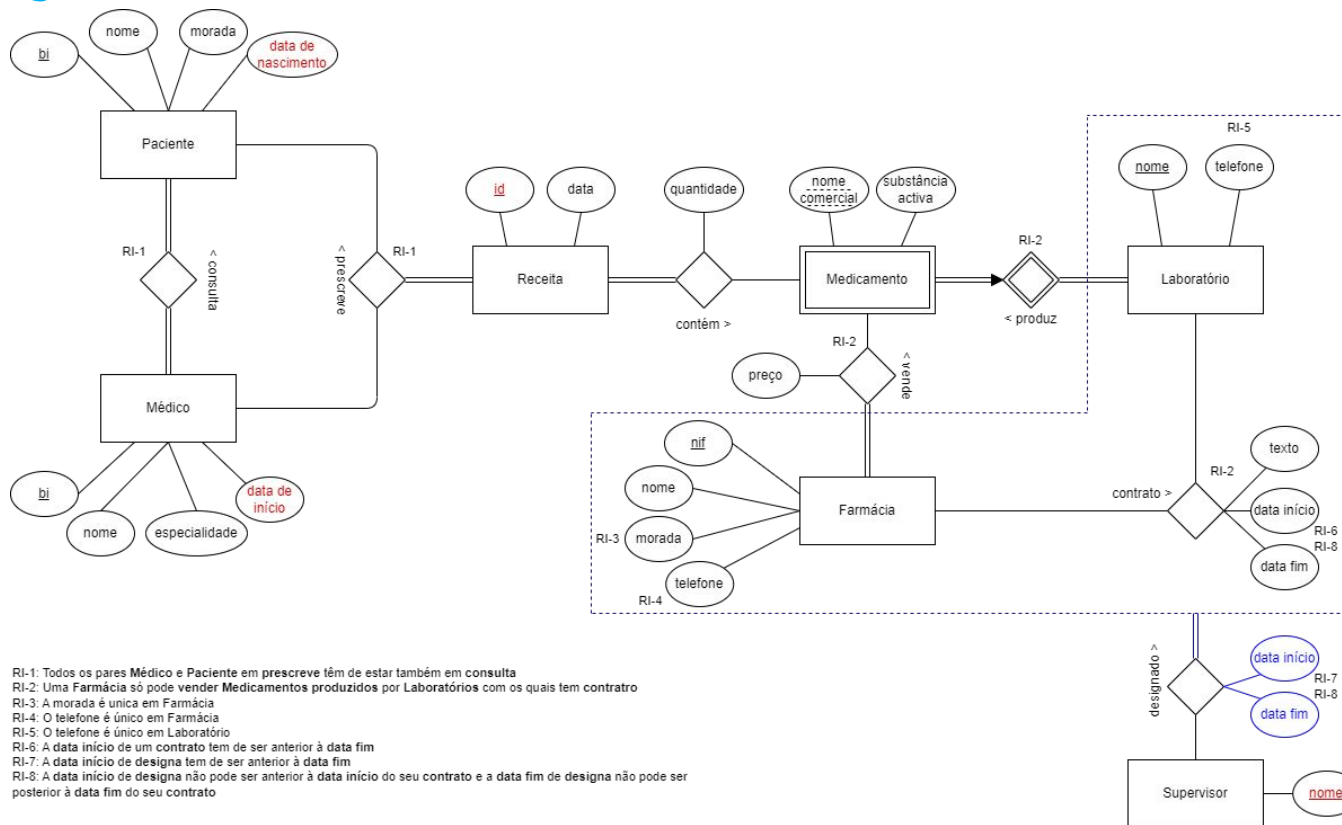 nome
morada
bi
data de
nascimento
Paciente
RI-1
< consulta
< prescreve
RI-1
Médico
bi
nome
especialidade
data de
início
id
data
Receita
quantidade
contém >
nome
comercial
substância
activa
Medicamento
RI-2
< produz
RI-5
nome
telefone
Laboratório
RI-2
< vende
preço
nif
nome
RI-3
morada
RI-4
telefone
Farmácia
contrato >
RI-2
texto
data início
RI-6
RI-8
data fim
designado >
data início
RI-7
RI-8
data fim
Supervisor
nome
RI-1: Todos os pares Médico e Paciente em prescreve têm de estar também em consulta
RI-2: Uma Farmácia só pode vender Medicamentos produzidos por Laboratórios com os quais tem contratro
RI-3: A morada é unica em Farmácia
RI-4: O telefone é único em Farmácia
RI-5: O telefone é único em Laboratório
RI-6: A data início de um contrato tem de ser anterior à data fim
RI-7: A data início de designa tem de ser anterior à data fim
RI-8: A data início de designa não pode ser anterior à data início do seu contrato e a data fim de designa não pode ser
posterior à data fim do seu contrato